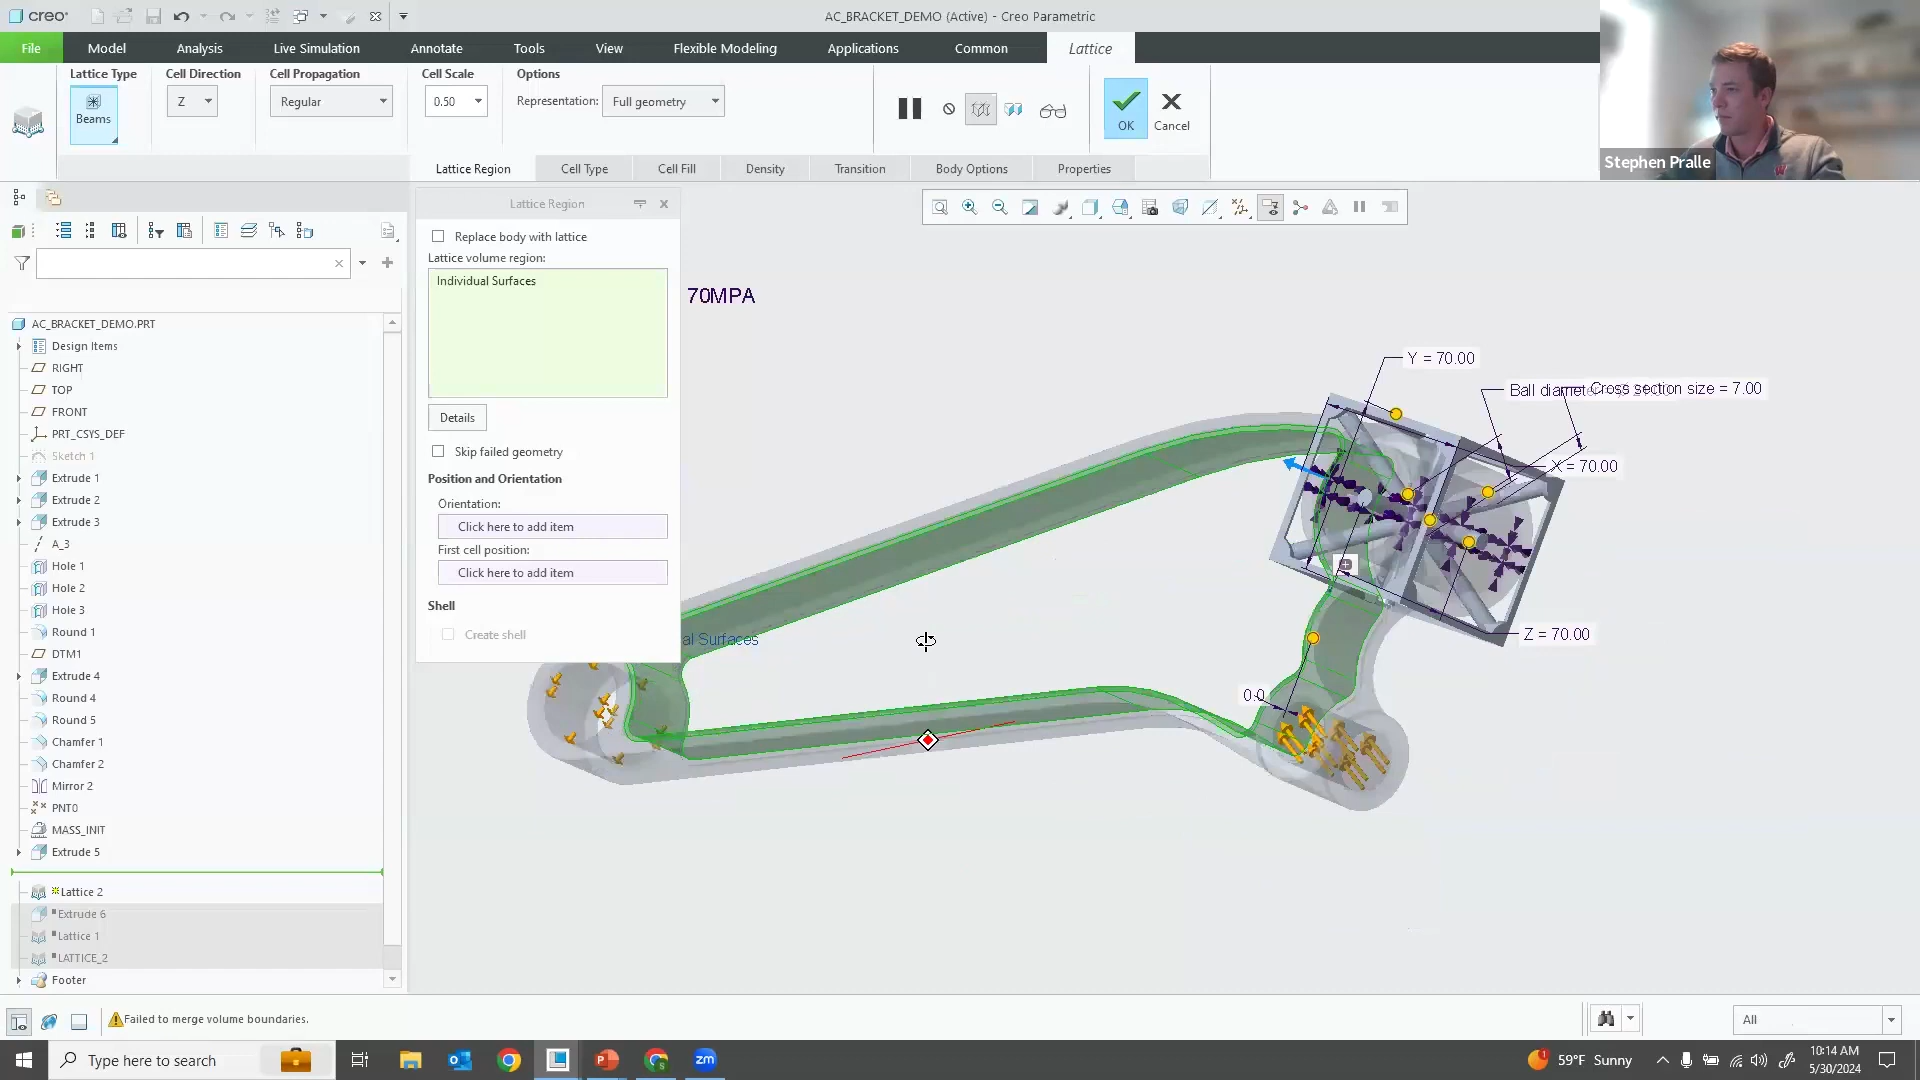 creo
AC_BRACKET_DEMO (Active) - Creo Parametric
File
Model
Analysis
Live Simulation
Annotate
Tools
View
Flexible Modeling
Applications
Common
Lattice
Lattice Type
Cell Direction
Cell Propagation
Cell Scale
Options
Beams
Z
Regular
0.50
Representation:
Full geometry
OK
Cancel
Stephen Pralle
Lattice Region
Cell Type
Cell Fill
Density
Transition
Body Options
Properties
Lattice Region
Replace body with lattice
Lattice volume region:
Individual Surfaces
Details
Skip failed geometry
Position and Orientation
Orientation:
Click here to add item
First cell position:
Click here to add item
Shell
Create shell
AC_BRACKET_DEMO.PRT
Design Items
RIGHT
TOP
FRONT
PRT_CSYS_DEF
Sketch 1
Extrude 1
Extrude 2
Extrude 3
A_3
Hole 1
Hole 2
Hole 3
Round 1
DTM1
Extrude 4
Round 4
Round 5
Chamfer 1
Chamfer 2
Mirror 2
PNT0
MASS_INIT
Extrude 5
Lattice 2
Extrude 6
Lattice 1
LATTICE_2
Footer
70MPA
Y = 70.00
Ball diameter
Cross section size = 7.00
X = 70.00
Z = 70.00
0.0
al Surfaces
Failed to merge volume boundaries.
All
Type here to search
zm
59°F Sunny
10:14 AM
5/30/2024